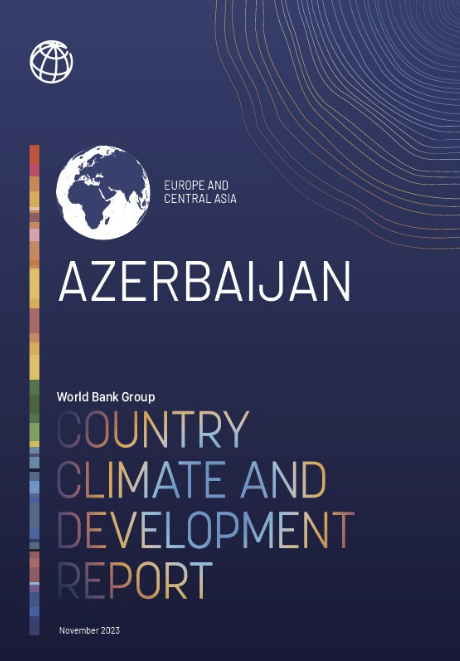 EUROPE AND
CENTRAL ASIA
AZERBAIJAN
World Bank Group
COUNTRY
CLIMATE AND
DEVELOPMENT
REPORT
November 2023